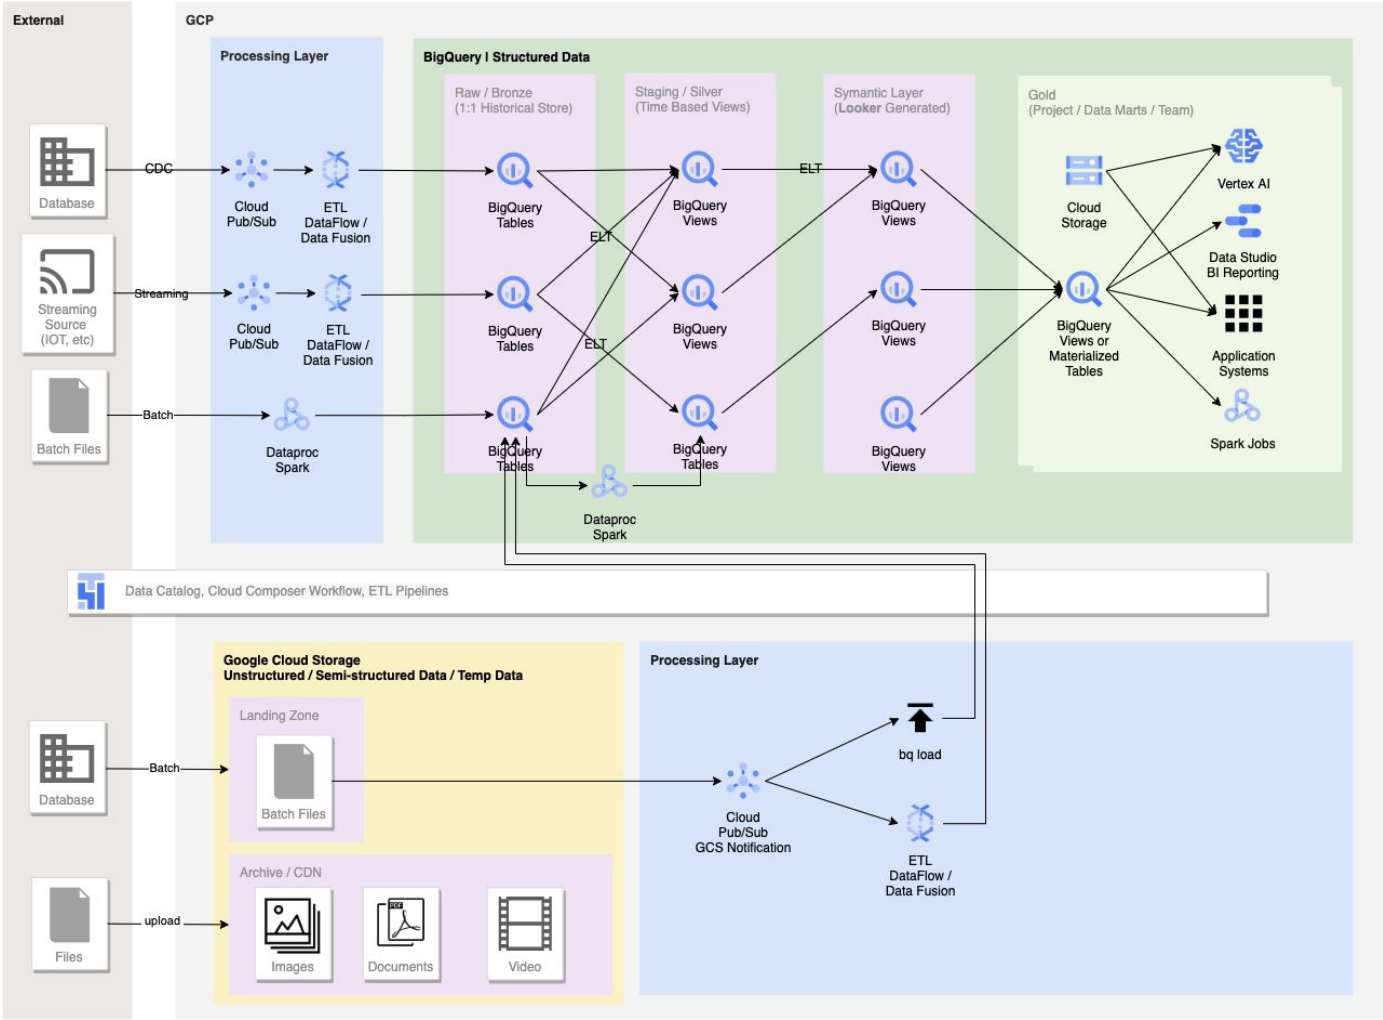 External
GCP
Processing Layer
BigQuery | Structured Data
Raw / Bronze
(1:1 Historical Store)
Staging / Silver
(Time Based Views)
Symantic Layer
(Looker Generated)
Gold
(Project / Data Marts / Team)
Database
CDC
Cloud
Pub/Sub
ETL
DataFlow /
Data Fusion
BigQuery
Tables
ELT
BigQuery
Views
ELT
BigQuery
Views
Cloud
Storage
Vertex AI
Data Studio
BI Reporting
Streaming
Source
(IOT, etc)
Streaming
Cloud
Pub/Sub
ETL
DataFlow /
Data Fusion
BigQuery
Tables
ELT
BigQuery
Views
BigQuery
Views
BigQuery
Views or
Materialized
Tables
Application
Systems
Batch Files
Batch
Dataproc
Spark
BigQuery
Tables
BigQuery
Tables
BigQuery
Views
Spark Jobs
Dataproc
Spark
Data Catalog, Cloud Composer Workflow, ETL Pipelines
Google Cloud Storage
Unstructured / Semi-structured Data / Temp Data
Processing Layer
Landing Zone
Database
Batch
Batch Files
Cloud
Pub/Sub
GCS Notification
bq load
ETL
DataFlow /
Data Fusion
Archive / CDN
Files
upload
Images
PDF
Documents
Video